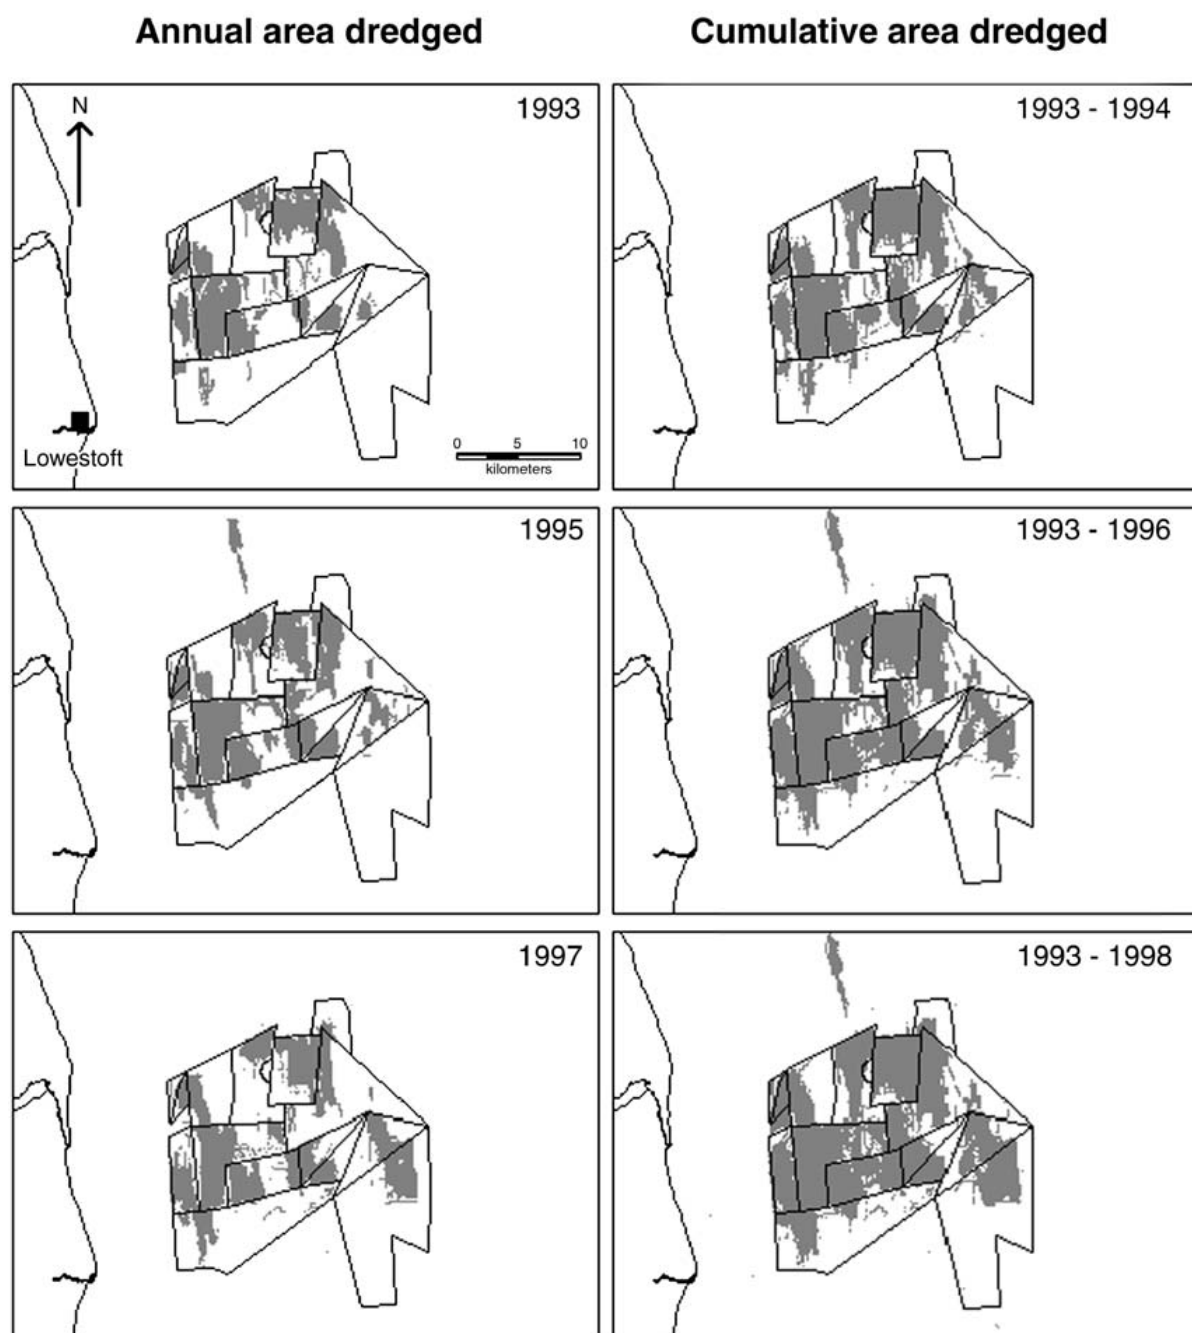 Annual area dredged
Cumulative area dredged
N
1993
Lowestoft
0 5 10
kilometers
1993 - 1994
1995
1993 - 1996
1997
1993 - 1998